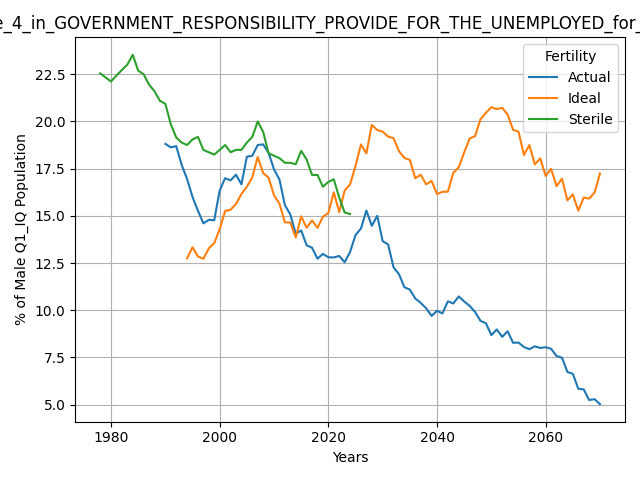 e_4_in_GOVERNMENT_RESPONSIBILITY_PROVIDE_FOR_THE_UNEMPLOYED_for_
Fertility
Actual
Ideal
Sterile
% of Male Q1_IQ Population
22.5
20.0
17.5
15.0
12.5
10.0
7.5
5.0
1980
2000
2020
2040
2060
Years